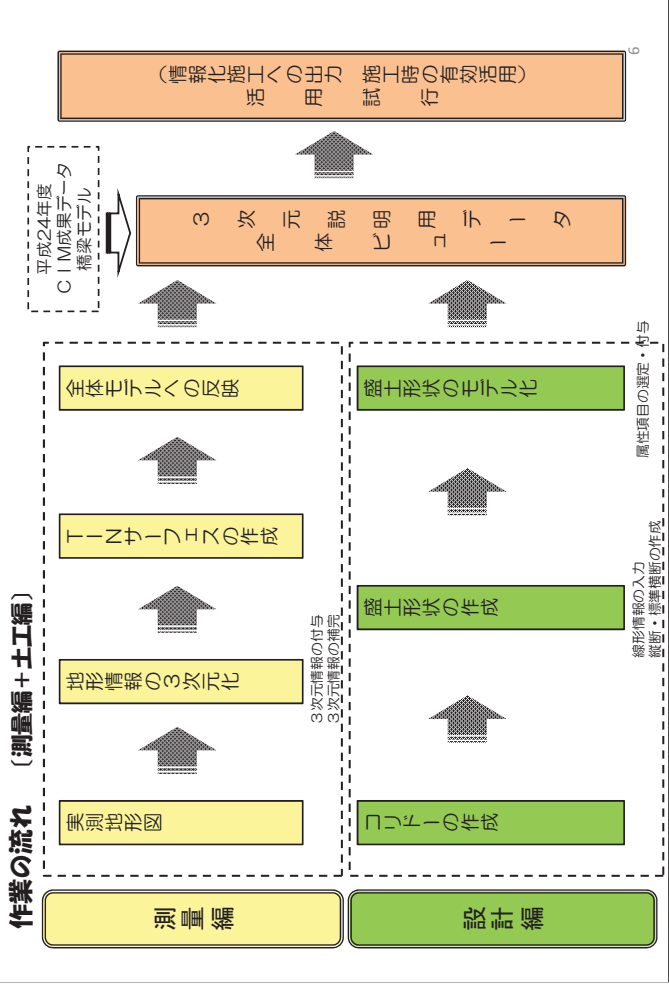 作業の流れ 〔測量編+土工編〕
測量編
実測地形図
地形情報の3次元化
3次元情報の付与
3次元情報の補完
TINサーフェスの作成
全体モデルへの反映
設計編
コリドーの作成
盛土形状の作成
線形情報の入力
縦断・標準横断の作成
盛土形状のモデル化
属性項目の選定・付与
平成24年度
CIM成果データ
橋梁モデル
3次元説明用データ
全体ビューー
活用試行
(情報化施工への出力 施工時の有効活用)
6